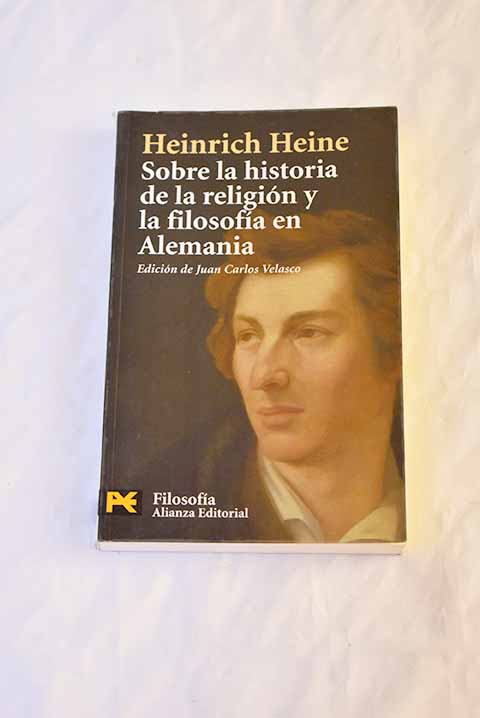 Heinrich Heine
Sobre la historia
de la religión y
la filosofía en
Alemania
Edición de Juan Carlos Velasco
Filosofía
Alianza Editorial